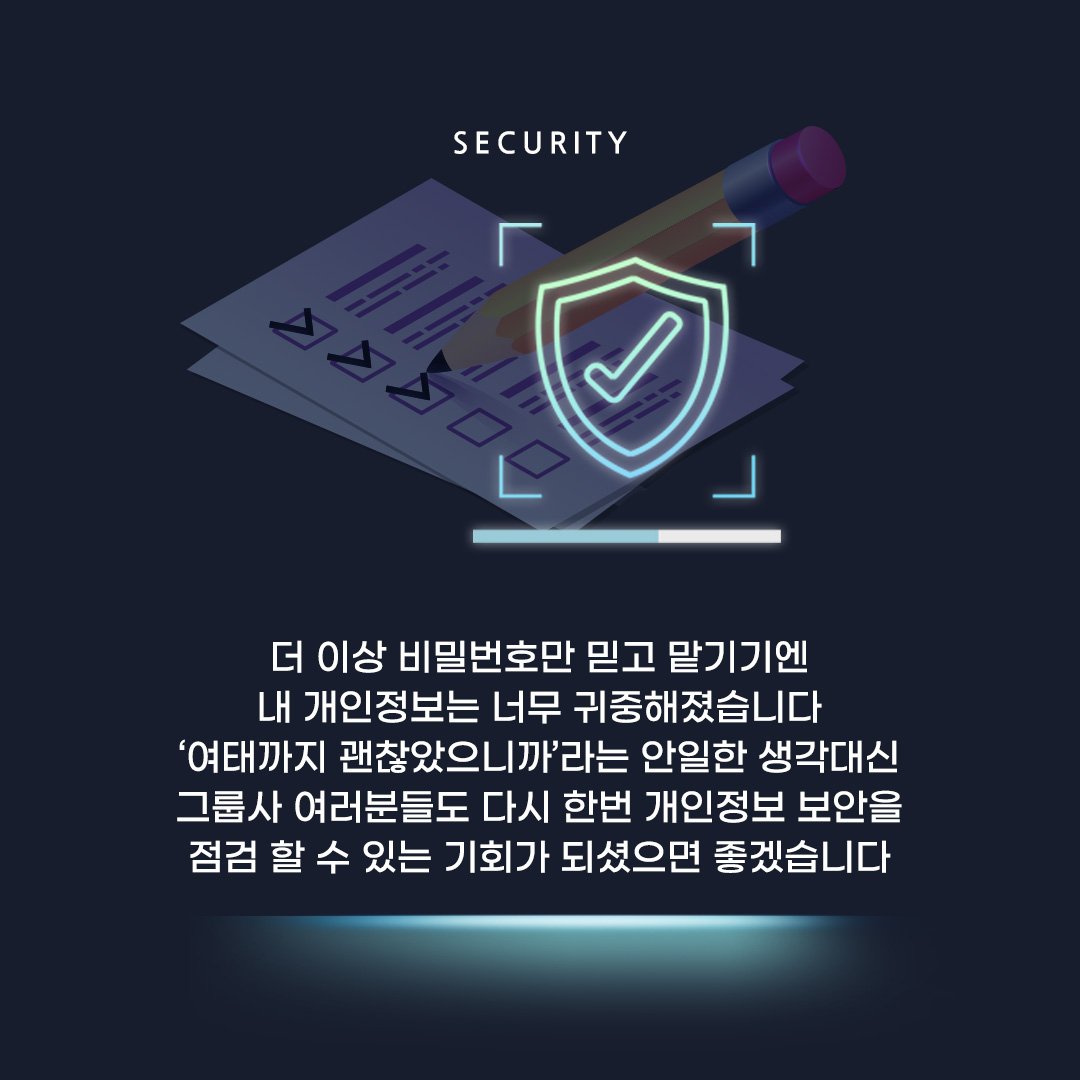 SECURITY
더 이상 비밀번호만 믿고 맡기기엔
내 개인정보는 너무 귀중해졌습니다
‘여태까지 괜찮았으니까’라는 안일한 생각대신
그룹사 여러분들도 다시 한번 개인정보 보안을
점검 할 수 있는 기회가 되셨으면 좋겠습니다